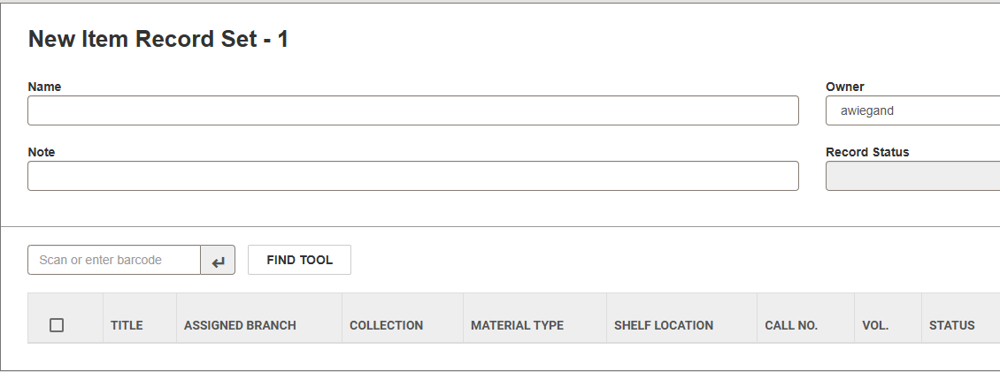 New Item Record Set - 1
Name
Owner
awiegand
Note
Record Status
Scan or enter barcode
FIND TOOL
TITLE ASSIGNED BRANCH COLLECTION MATERIAL TYPE SHELF LOCATION CALL NO. VOL. STATUS